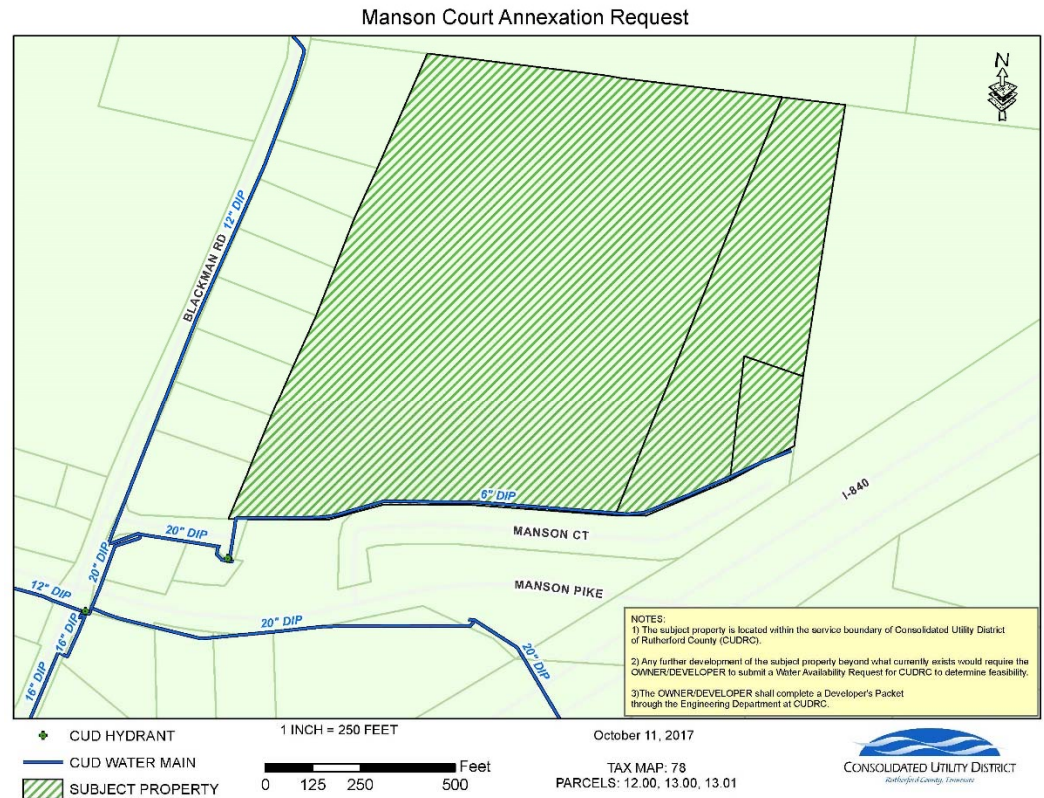 Manson Court Annexation Request
N
12" DIP
BLACKMAN RD
6" DIP
I-840
20" DIP
MANSON CT
20" DIP
12" DIP
MANSON PIKE
20" DIP
16" DIP
20" DIP
16" DIP
NOTES:
1) The subject property is located within the service boundary of Consolidated Utility District
of Rutherford County (CUDRC).
2) Any further development of the subject property beyond what currently exists would require the
OWNER/DEVELOPER to submit a Water Availability Request for CUDRC to determine feasibility.
3)The OWNER/DEVELOPER shall complete a Developer's Packet
through the Engineering Department at CUDRC.
CUD HYDRANT
CUD WATER MAIN
SUBJECT PROPERTY
1 INCH = 250 FEET
Feet
0 125 250 500
October 11, 2017
TAX MAP: 78
PARCELS: 12.00, 13.00, 13.01
CONSOLIDATED UTILITY DISTRICT
Rutherford County, Tennessee